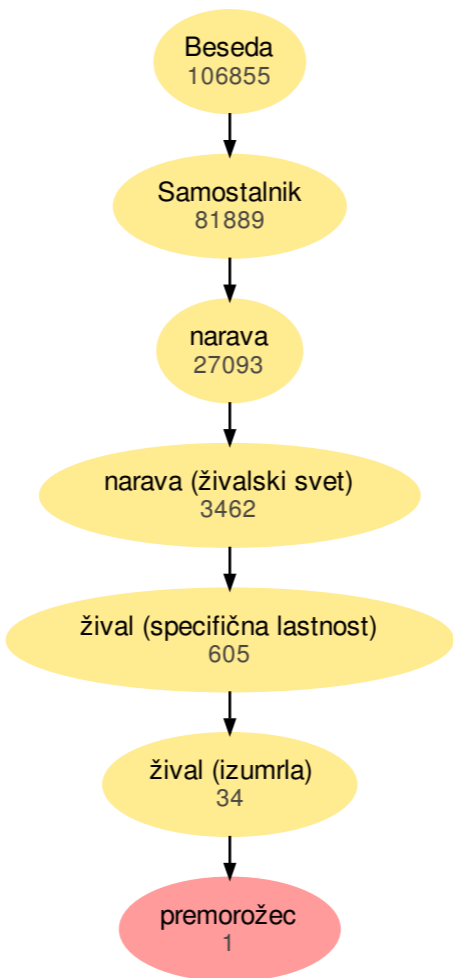 Beseda
106855
Samostalnik
81889
narava
27093
narava (živalski svet)
3462
žival (specifična lastnost)
605
žival (izumrla)
34
premorožec
1